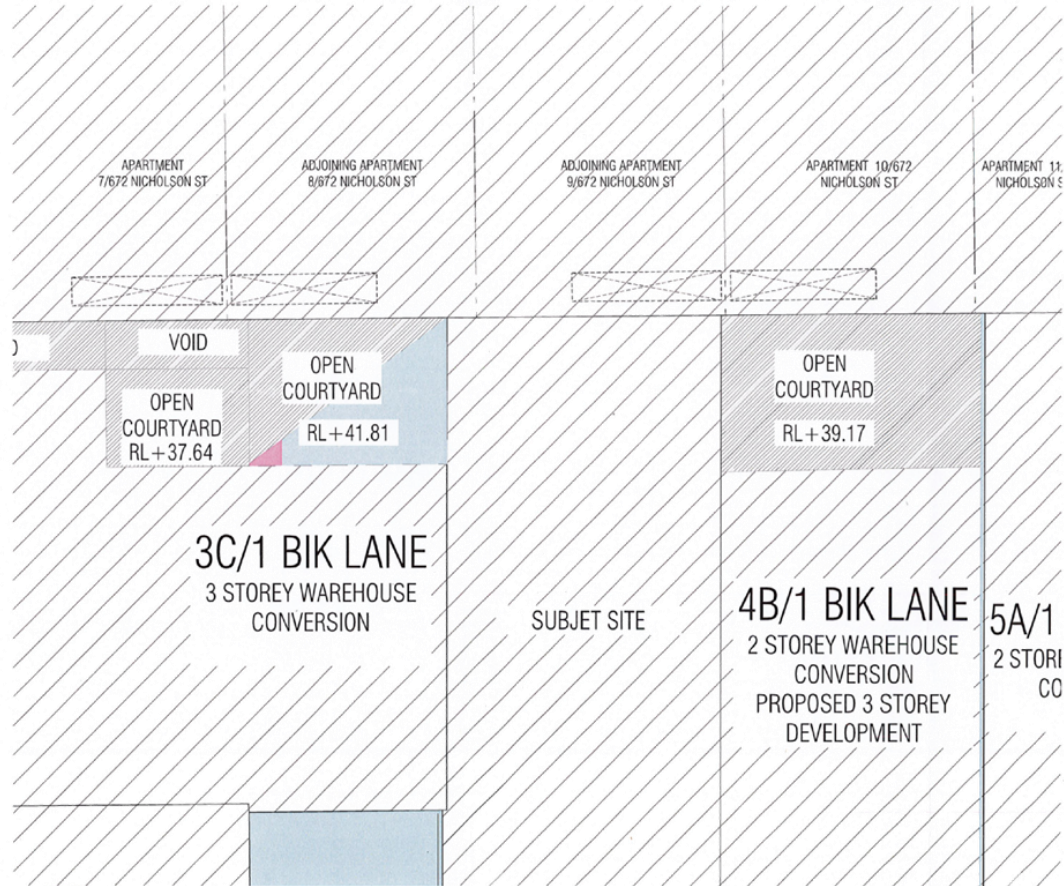 APARTMENT
7/672 NICHOLSON ST
ADJOINING APARTMENT
8/672 NICHOLSON ST
ADJOINING APARTMENT
9/672 NICHOLSON ST
APARTMENT 10/672
NICHOLSON ST
APARTMENT 11
NICHOLSON S
VOID
OPEN
COURTYARD
RL+37.64
OPEN
COURTYARD
RL+41.81
OPEN
COURTYARD
RL+39.17
3C/1 BIK LANE
3 STOREY WAREHOUSE
CONVERSION
SUBJET SITE
4B/1 BIK LANE
2 STOREY WAREHOUSE
CONVERSION
PROPOSED 3 STOREY
DEVELOPMENT
5A/1
2 STORE
CO